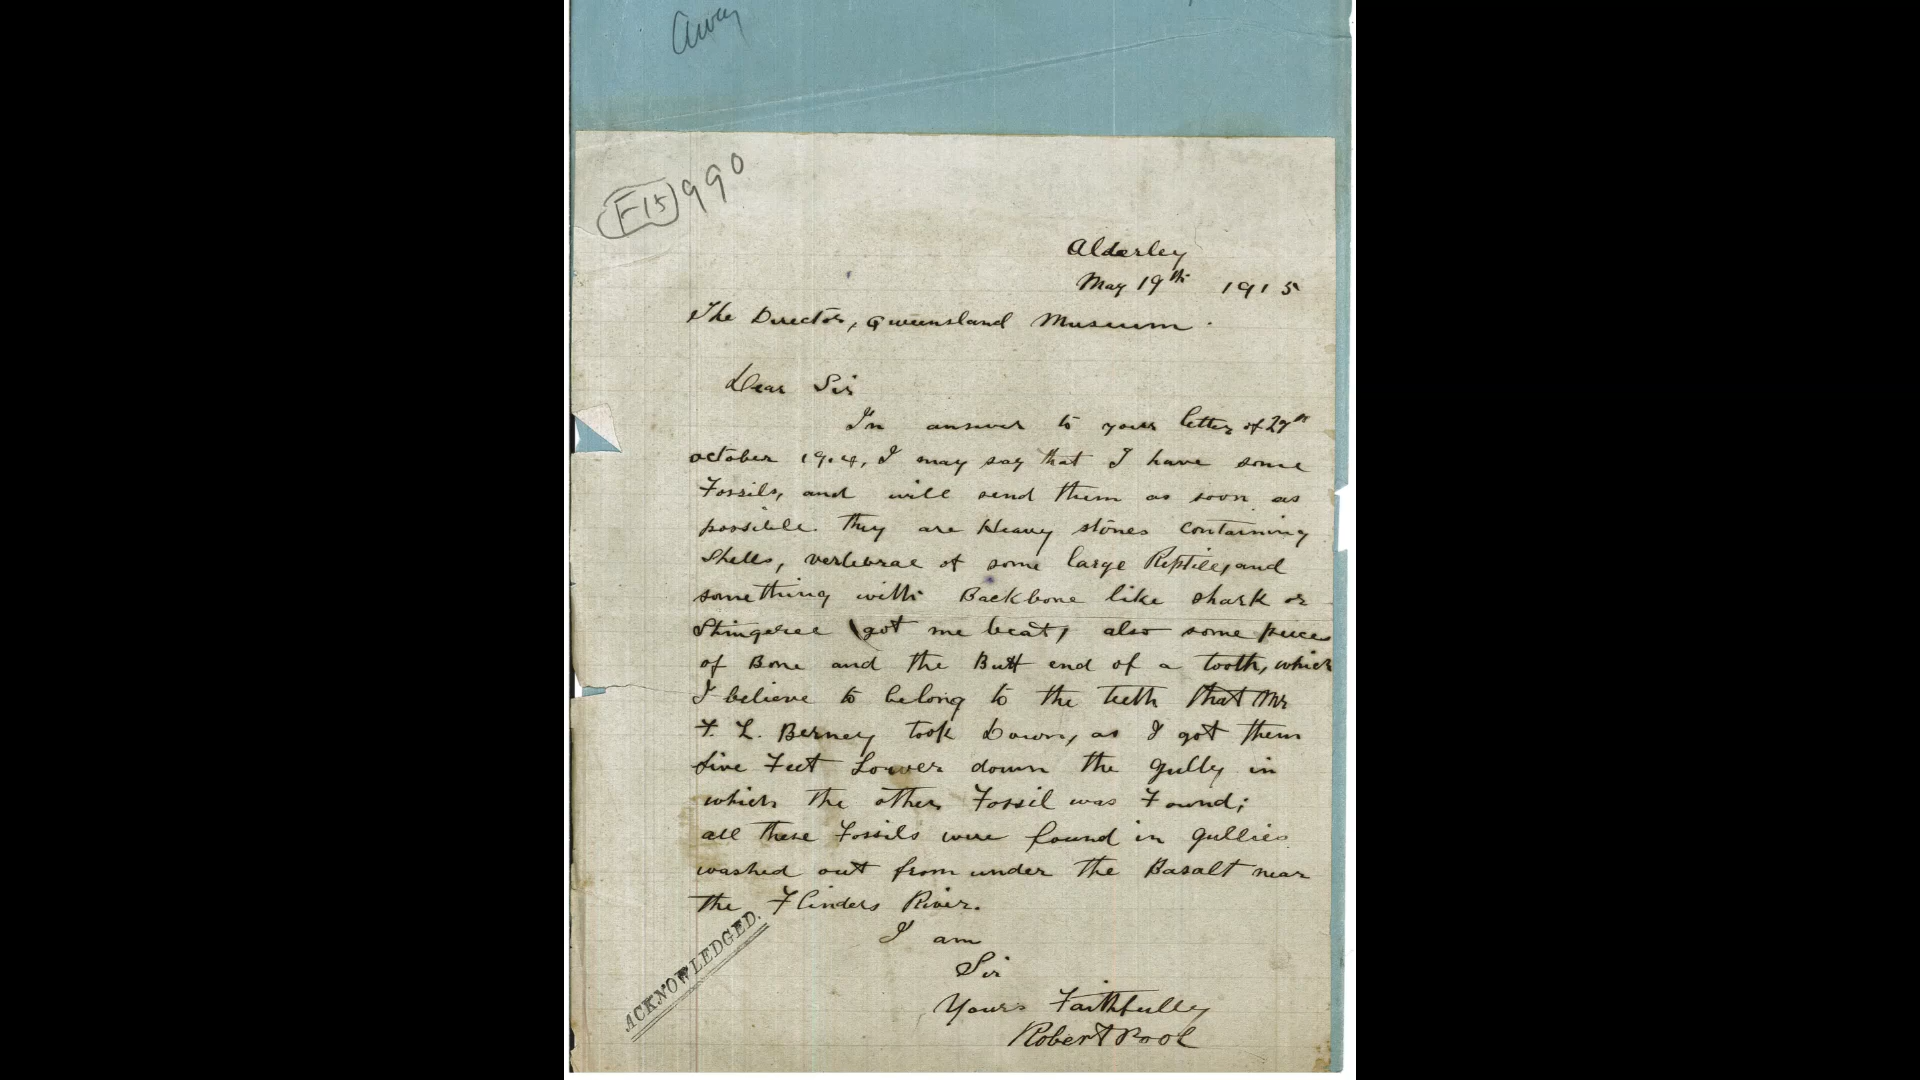 Away
F15 990
Alderley
May 19th 1915
The Director, Queensland Museum.
Dear Sir
In answer to your letter of 27th
october 1914, I may say that I have some
Fossils, and will send them as soon as
possible. They are Heavy stones containing
Shells, vertebrae of some large Reptile, and
something with Backbone like shark or
Stingeree (got me beat) also some pieces
of Bone and the Butt end of a tooth, which
I believe to belong to the teeth that Mr
F. L. Berney took Down, as I got them
five Feet Lower down the gully in
which the other Fossil was Found;
all these Fossils were found in gullies
washed out from under the Basalt near
the Flinders River.
I am
Sir
Yours Faithfully
Robert Pool
ACKNOWLEDGED.